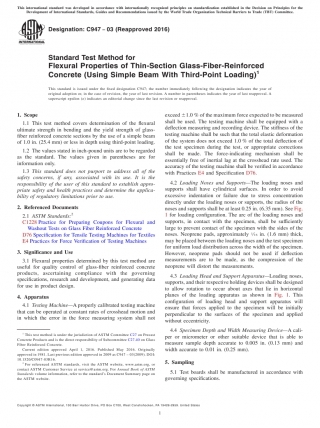 This international standard was developed in accordance with internationally recognized principles on standardization established in the Decision on Principles for the
Development of International Standards, Guides and Recommendations issued by the World Trade Organization Technical Barriers to Trade (TBT) Committee.
Designation: C947 − 03 (Reapproved 2016)
Standard Test Method for
Flexural Properties of Thin-Section Glass-Fiber-Reinforced
Concrete (Using Simple Beam With Third-Point Loading)1
This standard is issued under the fixed designation C947; the number immediately following the designation indicates the year of
original adoption or, in the case of revision, the year of last revision. A number in parentheses indicates the year of last reapproval. A
superscript epsilon (ε) indicates an editorial change since the last revision or reapproval.
1. Scope
1.1 This test method covers determination of the flexural
ultimate strength in bending and the yield strength of glass-
fiber reinforced concrete sections by the use of a simple beam
of 1.0 in. (25.4 mm) or less in depth using third-point loading.
1.2 The values stated in inch-pound units are to be regarded
as the standard. The values given in parentheses are for
information only.
1.3 This standard does not purport to address all of the
safety concerns, if any, associated with its use. It is the
responsibility of the user of this standard to establish appro-
priate safety and health practices and determine the applica-
bility of regulatory limitations prior to use.
2. Referenced Documents
2.1 ASTM Standards:2
C1228 Practice for Preparing Coupons for Flexural and
Washout Tests on Glass Fiber Reinforced Concrete
D76 Specification for Tensile Testing Machines for Textiles
E4 Practices for Force Verification of Testing Machines
3. Significance and Use
3.1 Flexural properties determined by this test method are
useful for quality control of glass-fiber reinforced concrete
products, ascertaining compliance with the governing
specifications, research and development, and generating data
for use in product design.
4. Apparatus
4.1 Testing Machine—A properly calibrated testing machine
that can be operated at constant rates of crosshead motion and
in which the error in the force measuring system shall not
1 This test method is under the jurisdiction of ASTM Committee C27 on Precast
Concrete Products and is the direct responsibility of Subcommittee C27.40 on Glass
Fiber Reinforced Concrete.
Current edition approved April 1, 2016. Published May 2016. Originally
approved in 1981. Last previous edition approved in 2009 as C947 – 03(2009). DOI:
10.1520/C0947-03R16.
2 For referenced ASTM standards, visit the ASTM website, www.astm.org, or
contact ASTM Customer Service at service@astm.org. For Annual Book of ASTM
Standards volume information, refer to the standard's Document Summary page on
the ASTM website.
exceed ±1.0 % of the maximum force expected to be measured
shall be used. The testing machine shall be equipped with a
deflection measuring and recording device. The stiffness of the
testing machine shall be such that the total elastic deformation
of the system does not exceed 1.0 % of the total deflection of
the test specimen during the test, or appropriate corrections
shall be made. The force-indicating mechanism shall be
essentially free of inertial lag at the crosshead rate used. The
accuracy of the testing machine shall be verified in accordance
with Practices E4 and Specification D76.
4.2 Loading Noses and Supports—The loading noses and
supports shall have cylindrical surfaces. In order to avoid
excessive indentation or failure due to stress concentration
directly under the loading noses or supports, the radius of the
noses and supports shall be at least 0.25 in. (6.35 mm). See Fig.
1 for loading configuration. The arc of the loading noses and
supports, in contact with the specimen, shall be sufficiently
large to prevent contact of the specimen with the sides of the
noses. Neoprene pads, approximately 1⁄16 in. (1.6 mm) thick,
may be placed between the loading noses and the test specimen
for uniform load distribution across the width of the specimen.
However, neoprene pads should not be used if deflection
measurements are to be made, as the compression of the
neoprene will distort the measurements.
4.3 Loading Head and Support Apparatus—Loading noses,
supports, and their respective holding devices shall be designed
to allow rotation to occur about axes that lie in horizontal
planes of the loading apparatus as shown in Fig. 1. This
configuration of loading head and support apparatus will
ensure that forces applied to the specimen will be initially
perpendicular to the surfaces of the specimen and applied
without eccentricity.
4.4 Specimen Depth and Width Measuring Device—A cali-
per or micrometer or other suitable device that is able to
measure sample depth accurate to 0.005 in. (0.13 mm) and
width accurate to 0.01 in. (0.25 mm).
5. Sampling
5.1 Test boards shall be manufactured in accordance with
governing specifications.
Copyright © ASTM International, 100 Barr Harbor Drive, PO Box C700, West Conshohocken, PA 19428-2959. United States
1